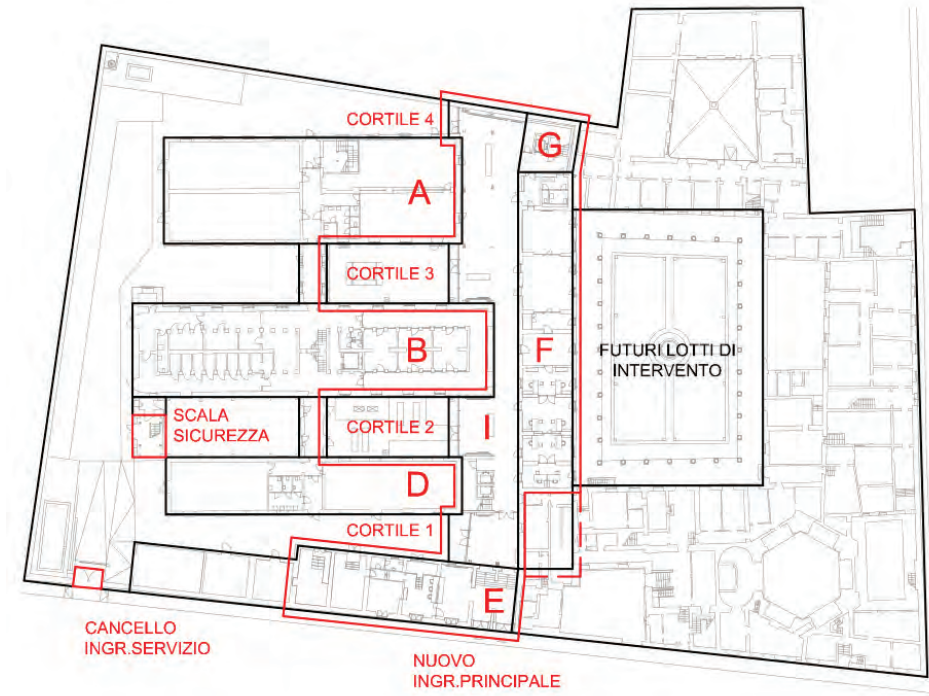 CORTILE 4
G
A
CORTILE 3
B
F
FUTURI LOTTI DI
INTERVENTO
SCALA
SICUREZZA
CORTILE 2
I
D
CORTILE 1
E
CANCELLO
INGR.SERVIZIO
NUOVO
INGR.PRINCIPALE